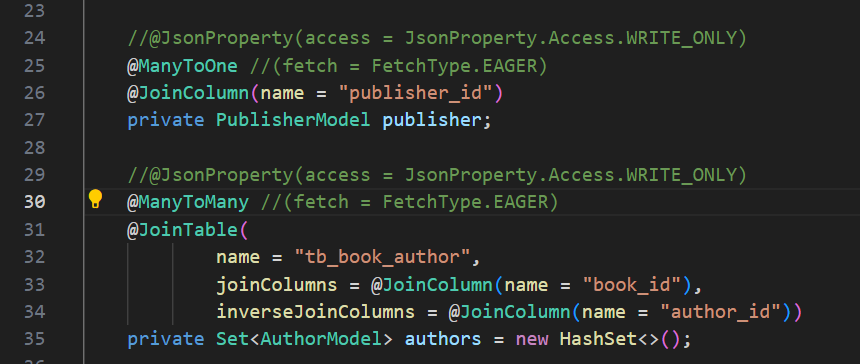 23
24 //@JsonProperty(access = JsonProperty.Access.WRITE_ONLY)
25 @ManyToOne //(fetch = FetchType.EAGER)
26 @JoinColumn(name = "publisher_id")
27 private PublisherModel publisher;
28
29 //@JsonProperty(access = JsonProperty.Access.WRITE_ONLY)
30 @ManyToMany //(fetch = FetchType.EAGER)
31 @JoinTable(
32 name = "tb_book_author",
33 joinColumns = @JoinColumn(name = "book_id"),
34 inverseJoinColumns = @JoinColumn(name = "author_id"))
35 private Set<AuthorModel> authors = new HashSet<>();